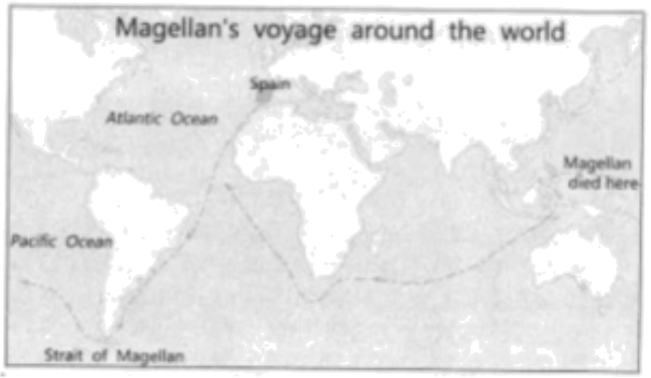 Magellan's voyage around the world
Spain
Atlantic Ocean
Magellan
died here
Pacific Ocean
Strait of Magellan